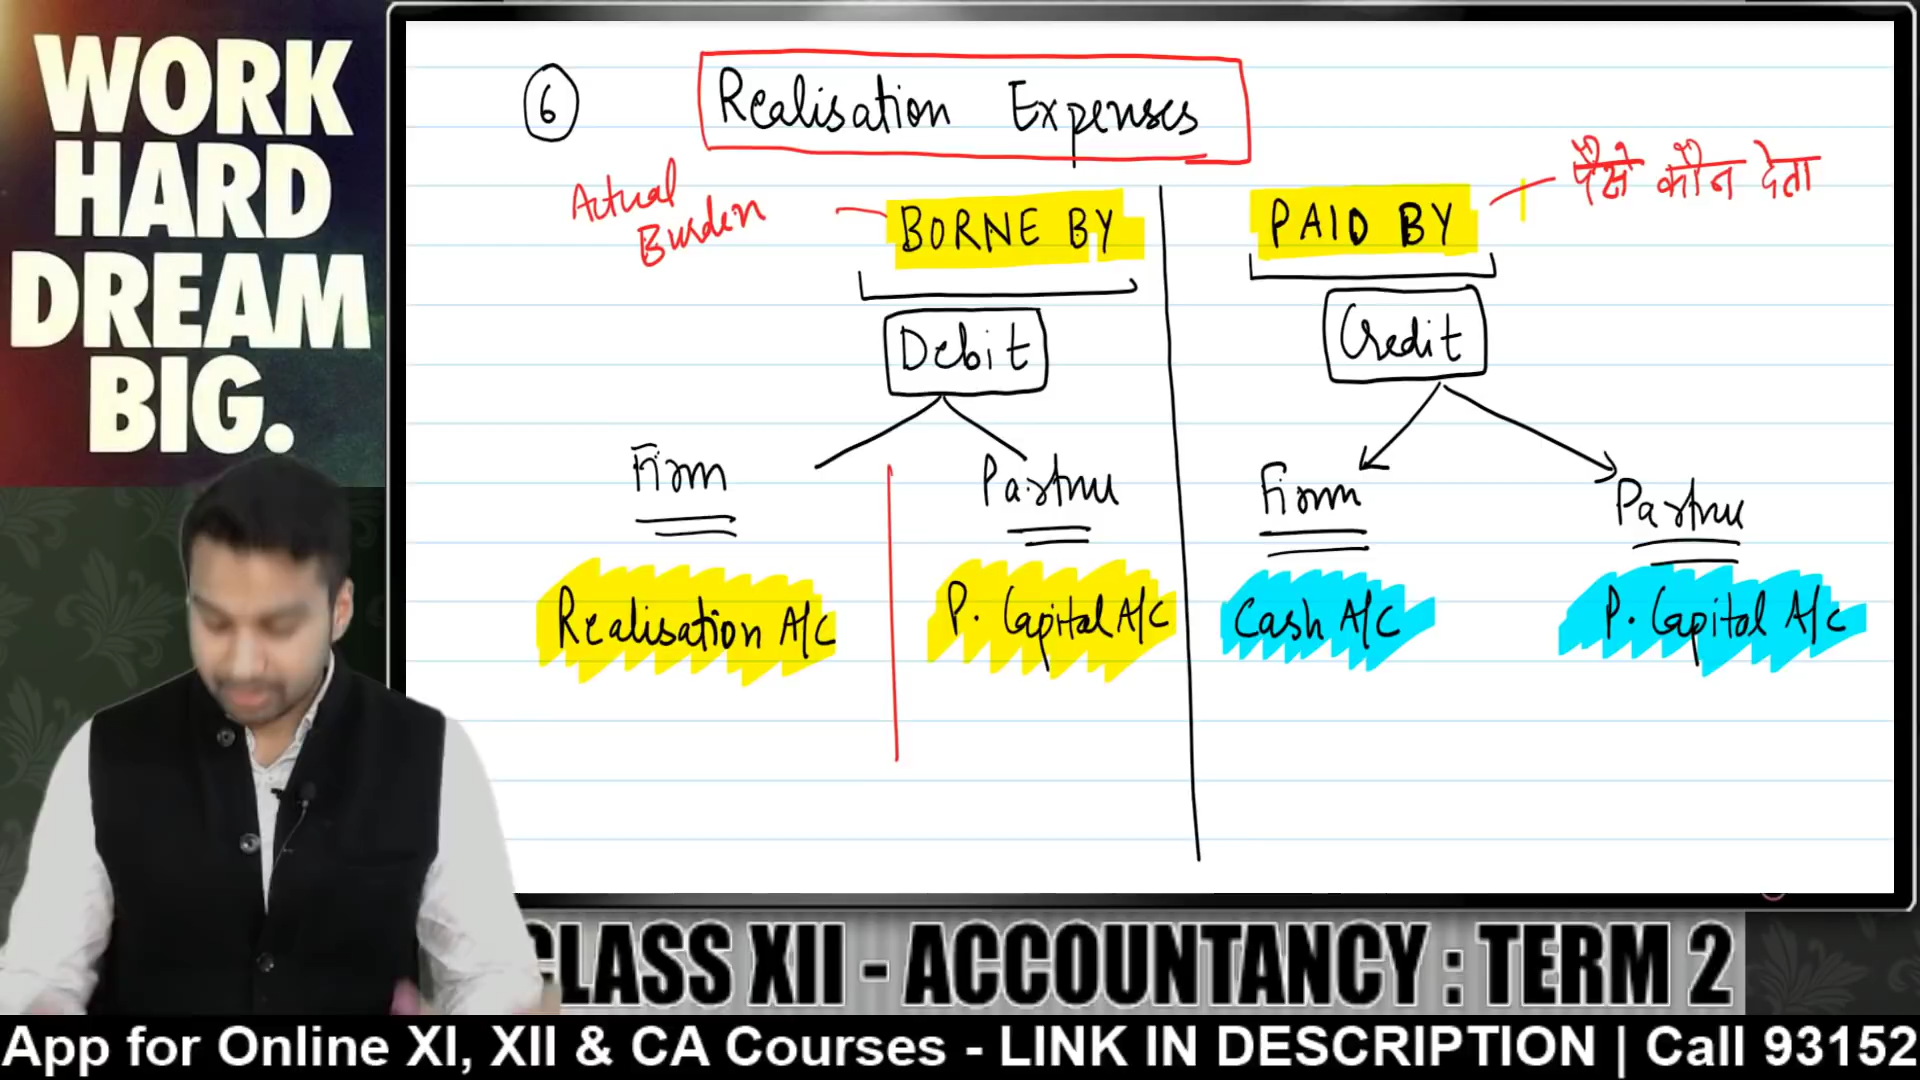 WORK
HARD
DREAM
BIG.
6
Realisation Expenses
Actual
Burden
BORNE BY
PAID BY
पैसे कौन देता
Debit
Credit
Firm
Partner
Firm
Partner
Realisation A/C
P. Capital A/C
Cash A/C
P. Capital A/C
CLASS XII - ACCOUNTANCY : TERM 2
App for Online XI, XII & CA Courses - LINK IN DESCRIPTION | Call 93152